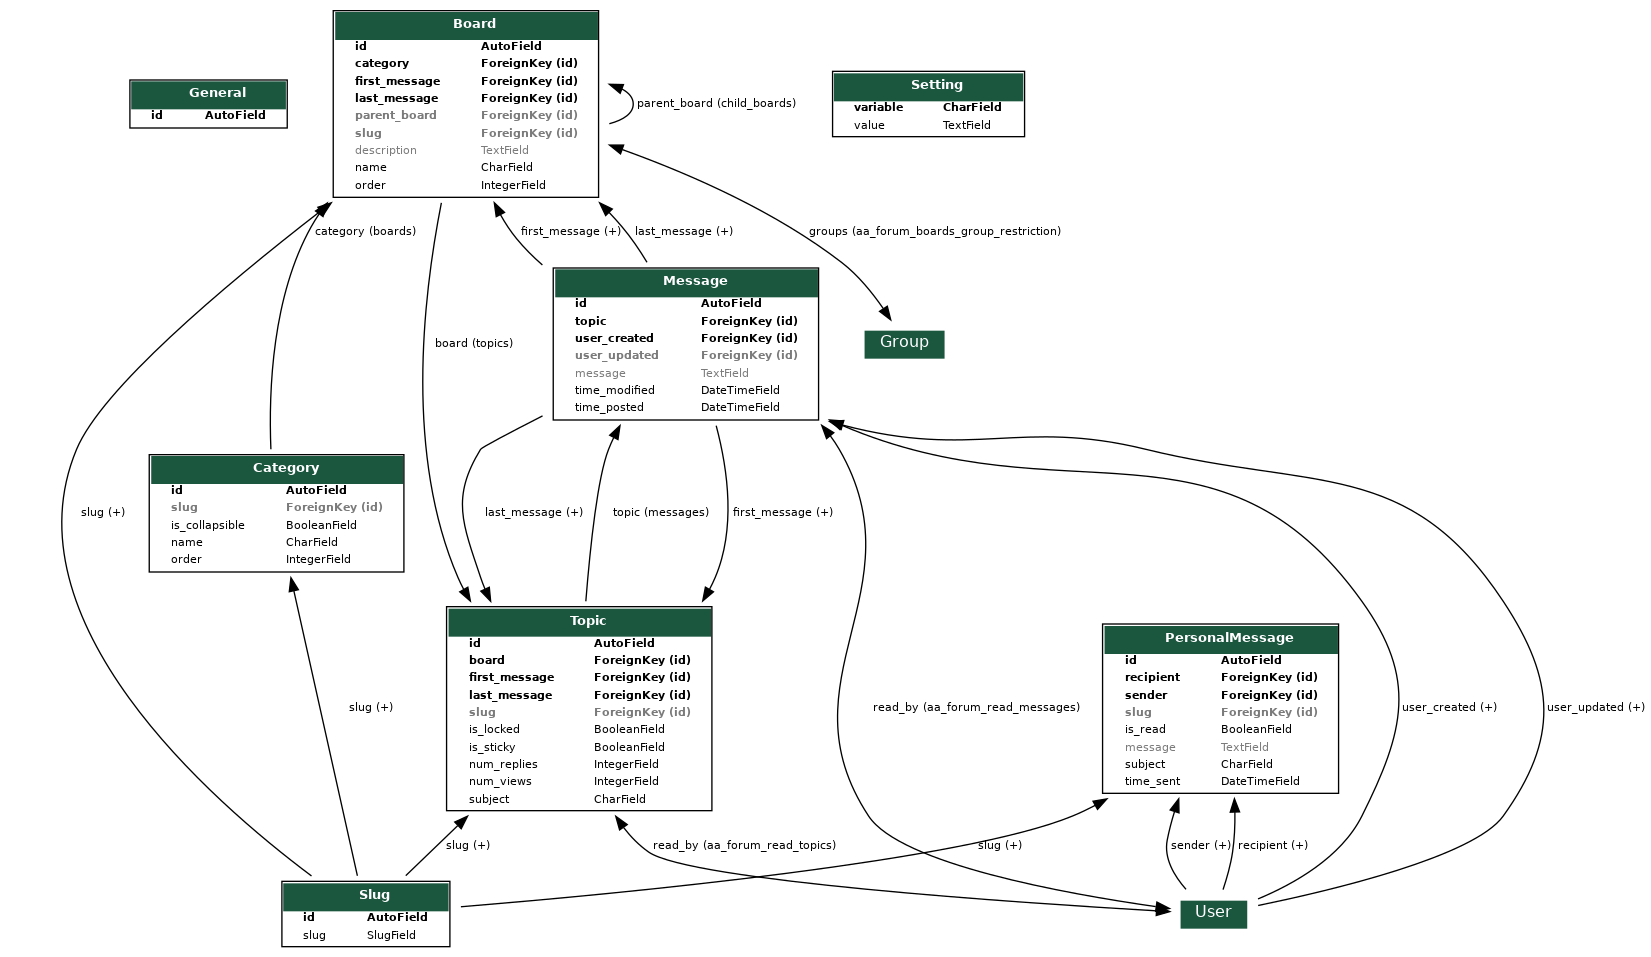 Board
id AutoField
category ForeignKey (id)
first_message ForeignKey (id)
last_message ForeignKey (id)
parent_board ForeignKey (id)
slug ForeignKey (id)
description TextField
name CharField
order IntegerField
General
id AutoField
Setting
variable CharField
value TextField
parent_board (child_boards)
category (boards)
first_message (+)
last_message (+)
groups (aa_forum_boards_group_restriction)
Message
id AutoField
topic ForeignKey (id)
user_created ForeignKey (id)
user_updated ForeignKey (id)
message TextField
time_modified DateTimeField
time_posted DateTimeField
Group
board (topics)
Category
id AutoField
slug ForeignKey (id)
is_collapsible BooleanField
name CharField
order IntegerField
slug (+)
last_message (+)
topic (messages)
first_message (+)
Topic
id AutoField
board ForeignKey (id)
first_message ForeignKey (id)
last_message ForeignKey (id)
slug ForeignKey (id)
is_locked BooleanField
is_sticky BooleanField
num_replies IntegerField
num_views IntegerField
subject CharField
PersonalMessage
id AutoField
recipient ForeignKey (id)
sender ForeignKey (id)
slug ForeignKey (id)
is_read BooleanField
message TextField
subject CharField
time_sent DateTimeField
slug (+)
read_by (aa_forum_read_messages)
user_created (+)
user_updated (+)
slug (+)
read_by (aa_forum_read_topics)
slug (+)
sender (+)
recipient (+)
Slug
id AutoField
slug SlugField
User